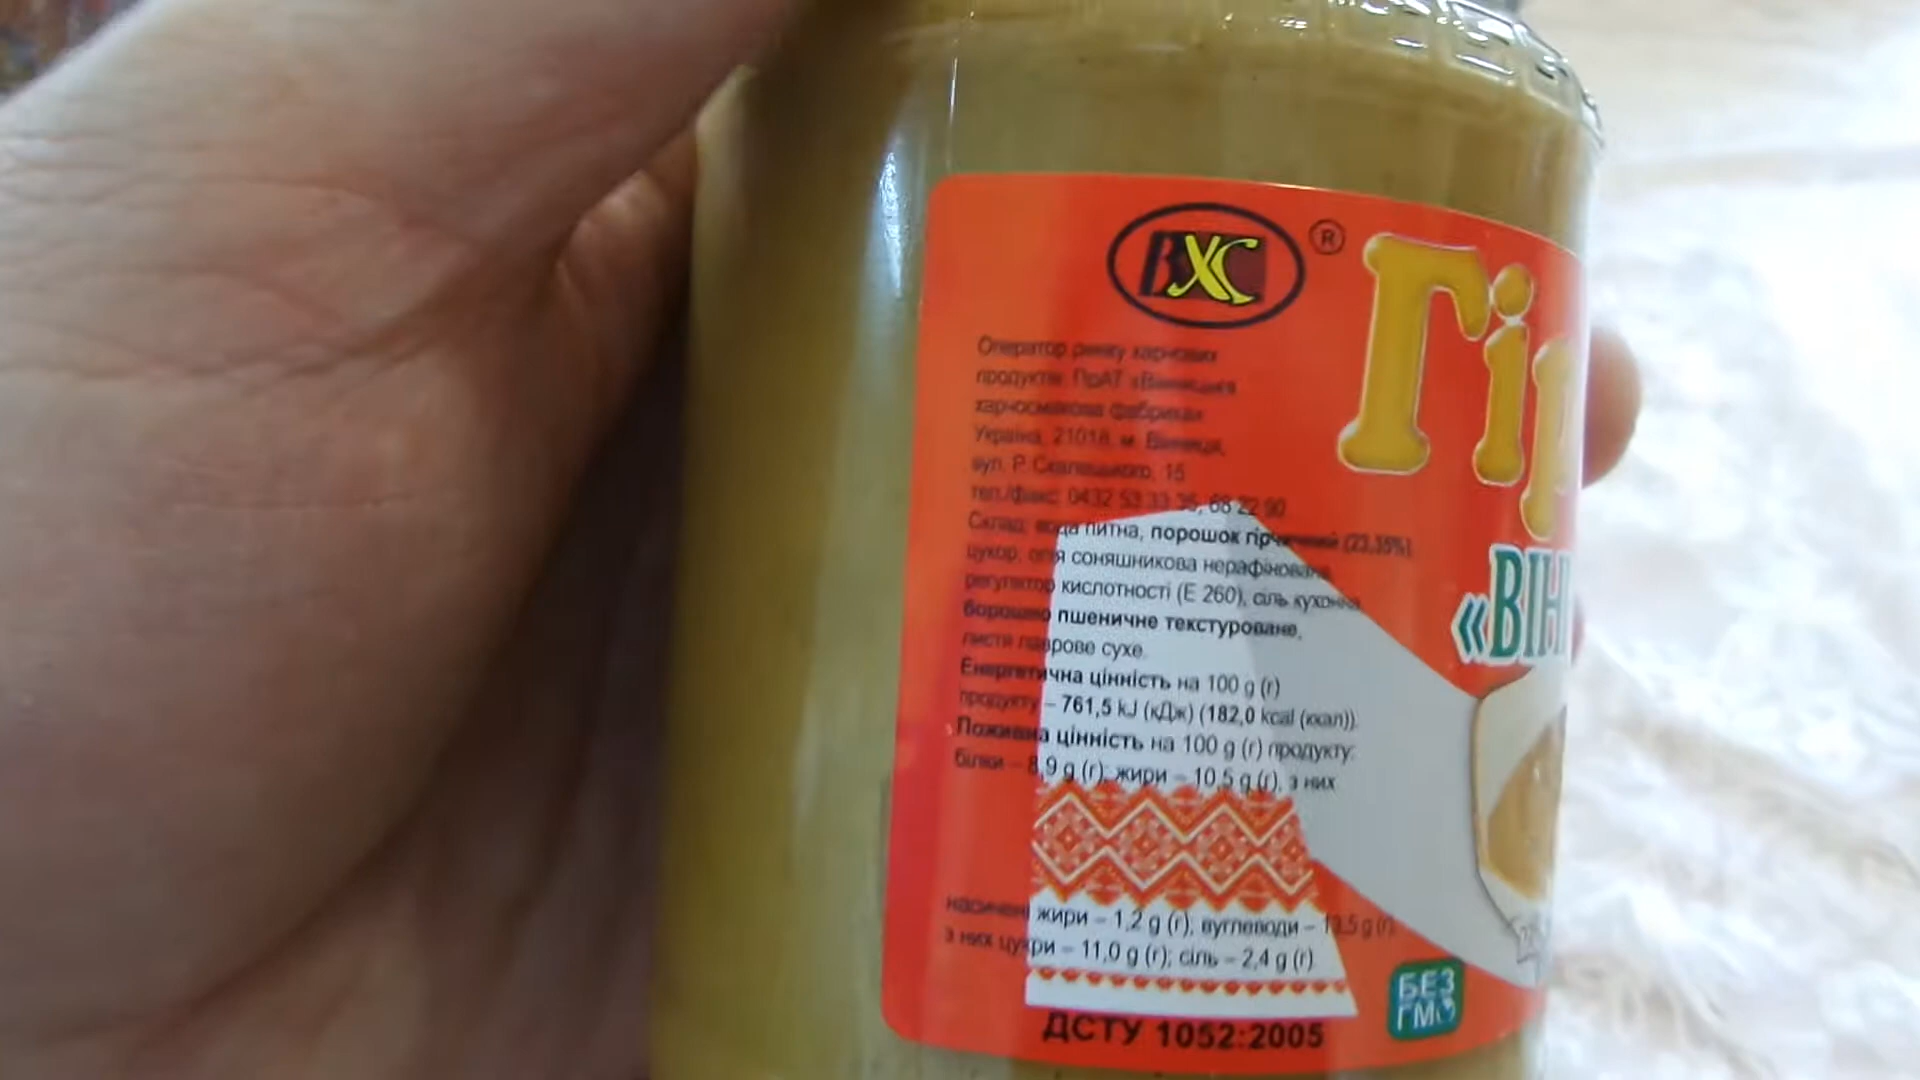 ВХС ®
Гір
«ВІН
Оператор ринку харчових
продуктів: ПрАТ «Вінницька
харчосмакова фабрика»
Україна, 21018, м. Вінниця,
вул. Р. Скалецького, 15
тел./факс: 0432 53 33 35, 68 22 90
Склад: вода питна, порошок гірчичний (23,35%),
цукор, олія соняшникова нерафінована,
регулятор кислотності (Е 260), сіль кухонна,
борошно пшеничне текстуроване,
листя лаврове сухе.
Енергетична цінність на 100 g (г)
продукту – 761,5 kJ (кДж) (182,0 kcal (ккал)).
Поживна цінність на 100 g (г) продукту:
білки – 8,9 g (г); жири – 10,5 g (г), з них
насичені жири – 1,2 g (г); вуглеводи – 13,5 g (г),
з них цукри – 11,0 g (г); сіль – 2,4 g (г)
БЕЗ
ГМО
ДСТУ 1052:2005